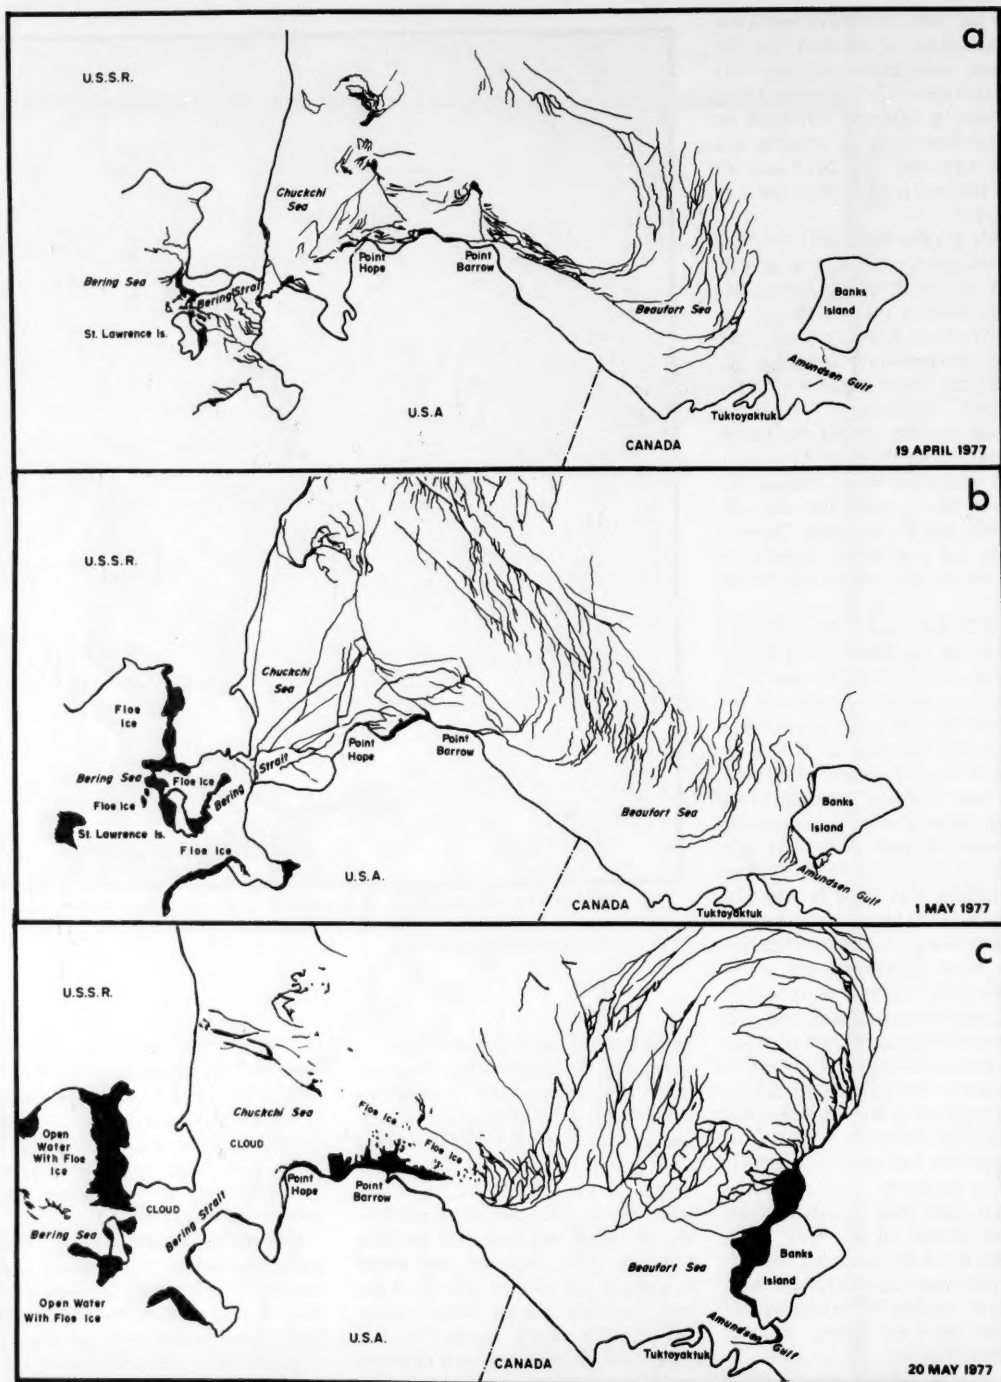 a
U.S.S.R.
Chuckchi
Sea
Point
Hope
Point
Barrow
Bering Sea
Bering Strait
St. Lawrence Is.
Beaufort Sea
Banks
Island
Amundsen Gulf
U.S.A
Tuktoyaktuk
CANADA
19 APRIL 1977
b
U.S.S.R.
Chuckchi
Sea
Floe
Ice
Point
Hope
Point
Barrow
Bering Sea
Floe Ice
Bering Strait
Floe Ice
St. Lawrence Is.
Floe Ice
Beaufort Sea
Banks
Island
Amundsen Gulf
U.S.A.
CANADA
Tuktoyaktuk
1 MAY 1977
c
U.S.S.R.
Chuckchi Sea
Floe Ice
Floe Ice
CLOUD
Open
Water
With Floe
Ice
Point
Hope
Point
Barrow
CLOUD
Bering Strait
Bering Sea
Beaufort Sea
Banks
Island
Open Water
With Floe Ice
Amundsen Gulf
U.S.A.
Tuktoyaktuk
CANADA
20 MAY 1977